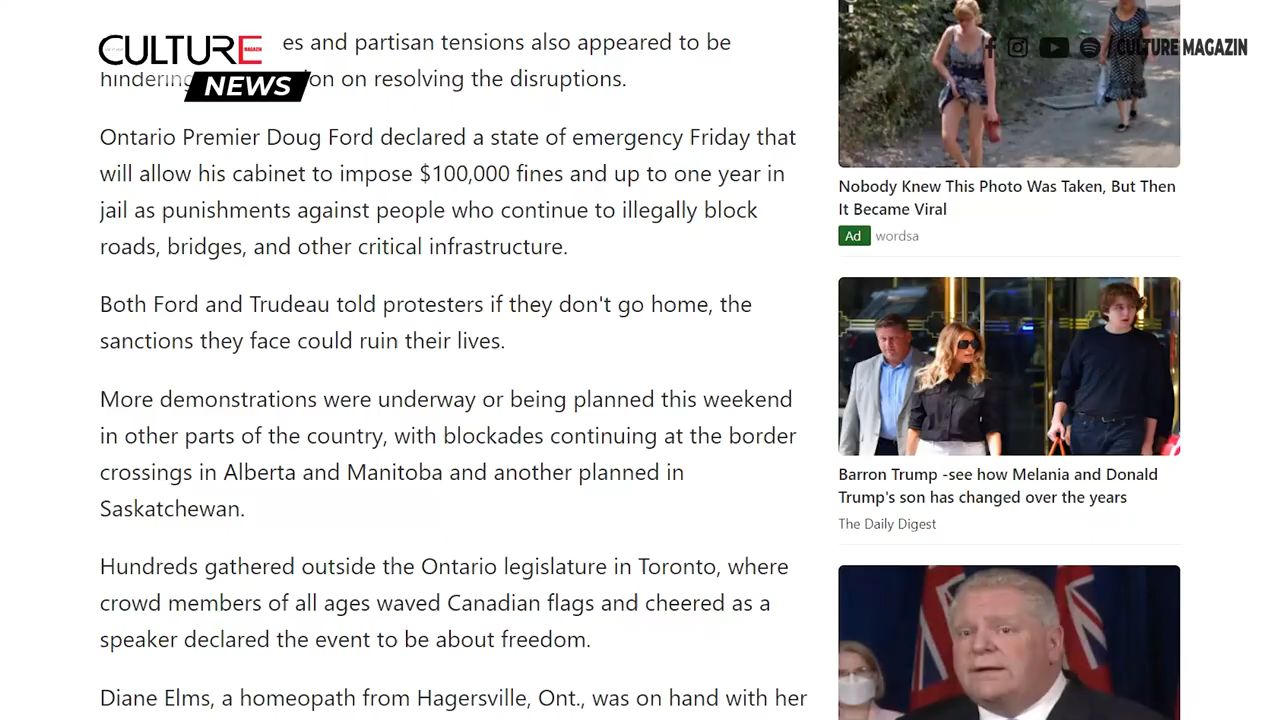 CULTURE
MAGAZIN
NEWS
es and partisan tensions also appeared to be
hindering on on resolving the disruptions.
Ontario Premier Doug Ford declared a state of emergency Friday that
will allow his cabinet to impose $100,000 fines and up to one year in
jail as punishments against people who continue to illegally block
roads, bridges, and other critical infrastructure.
Both Ford and Trudeau told protesters if they don't go home, the
sanctions they face could ruin their lives.
More demonstrations were underway or being planned this weekend
in other parts of the country, with blockades continuing at the border
crossings in Alberta and Manitoba and another planned in
Saskatchewan.
Hundreds gathered outside the Ontario legislature in Toronto, where
crowd members of all ages waved Canadian flags and cheered as a
speaker declared the event to be about freedom.
Diane Elms, a homeopath from Hagersville, Ont., was on hand with her
/ CULTURE MAGAZIN
Nobody Knew This Photo Was Taken, But Then
It Became Viral
Ad wordsa
Barron Trump -see how Melania and Donald
Trump's son has changed over the years
The Daily Digest